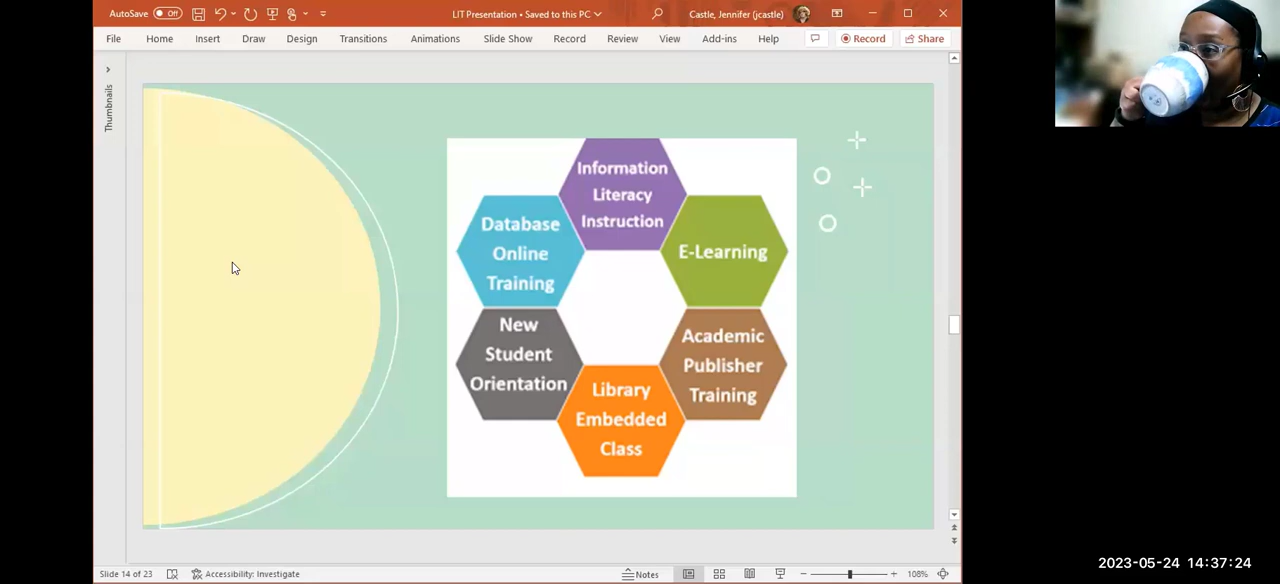 AutoSave Off LIT Presentation • Saved to this PC Castle, Jennifer (jcastle)
File Home Insert Draw Design Transitions Animations Slide Show Record Review View Add-ins Help Record Share
Thumbnails
Information
Literacy
Instruction
Database
Online
Training
E-Learning
New
Student
Orientation
Academic
Publisher
Training
Library
Embedded
Class
Slide 14 of 23 Accessibility: Investigate Notes 108%
2023-05-24 14:37:24